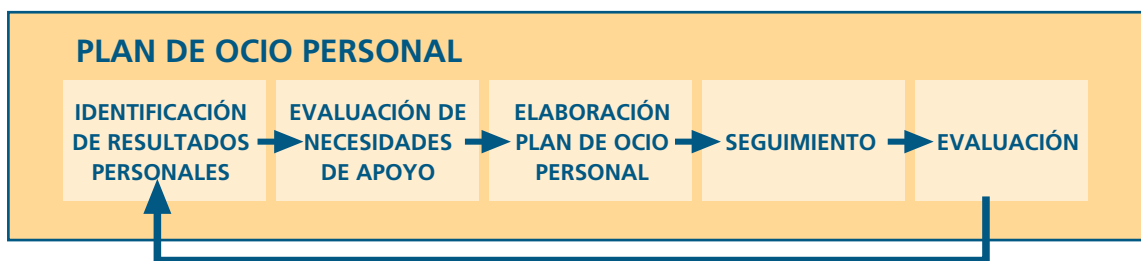 PLAN DE OCIO PERSONAL
IDENTIFICACIÓN
DE RESULTADOS
PERSONALES
EVALUACIÓN DE
NECESIDADES
DE APOYO
ELABORACIÓN
PLAN DE OCIO
PERSONAL
SEGUIMIENTO
EVALUACIÓN